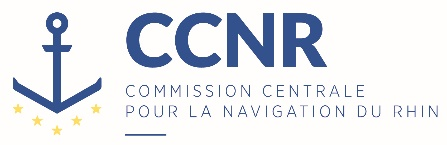 CCNR
COMMISSION CENTRALE
POUR LA NAVIGATION DU RHIN